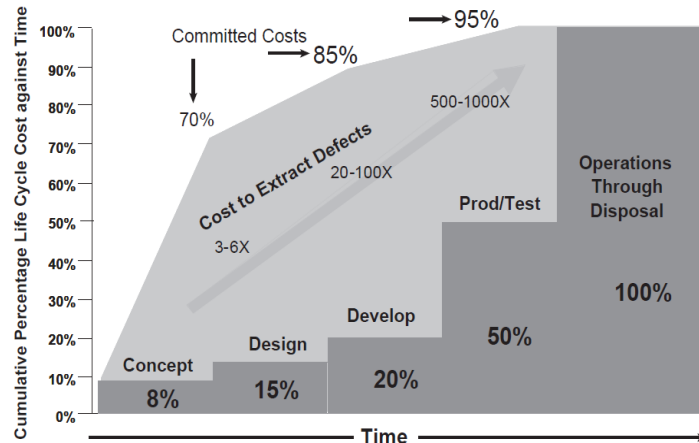 Cumulative Percentage Life Cycle Cost against Time
100%
90%
80%
70%
60%
50%
40%
30%
20%
10%
0%
Committed Costs
70%
85%
95%
Cost to Extract Defects
3-6X
20-100X
500-1000X
Concept
8%
Design
15%
Develop
20%
Prod/Test
50%
Operations
Through
Disposal
100%
Time